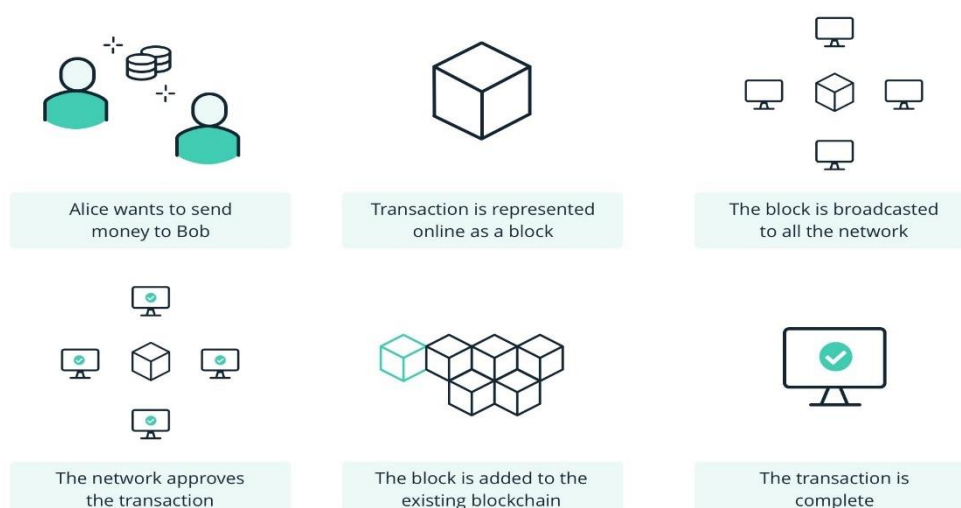 Alice wants to send
money to Bob
Transaction is represented
online as a block
The block is broadcasted
to all the network
The network approves
the transaction
The block is added to the
existing blockchain
The transaction is
complete